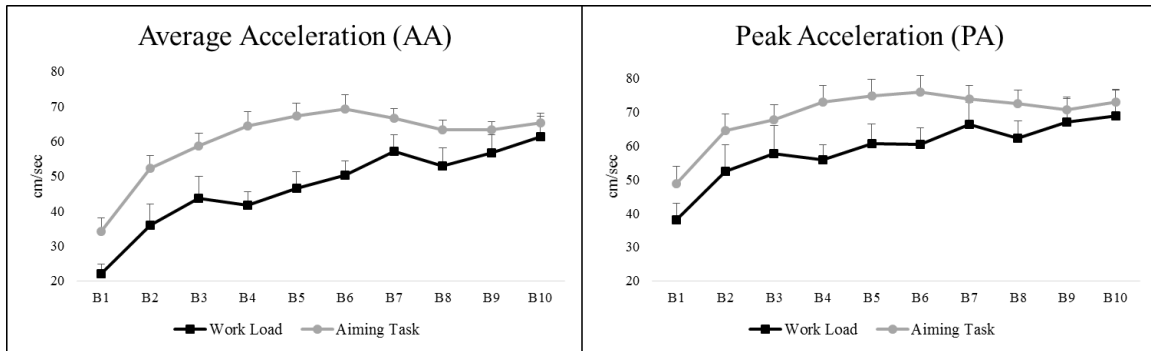 Average Acceleration (AA)
80
70
60
50
40
30
20
cm/sec
B1 B2 B3 B4 B5 B6 B7 B8 B9 B10
Work Load Aiming Task
Peak Acceleration (PA)
80
70
60
50
40
30
20
cm/sec
B1 B2 B3 B4 B5 B6 B7 B8 B9 B10
Work Load Aiming Task